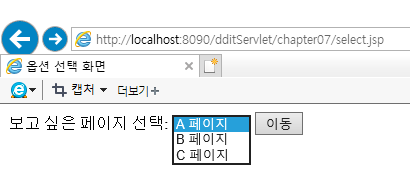 http://localhost:8090/dditServlet/chapter07/select.jsp
옵션 선택 화면
캡처 더보기+
보고 싶은 페이지 선택: A 페이지 이동
B 페이지
C 페이지